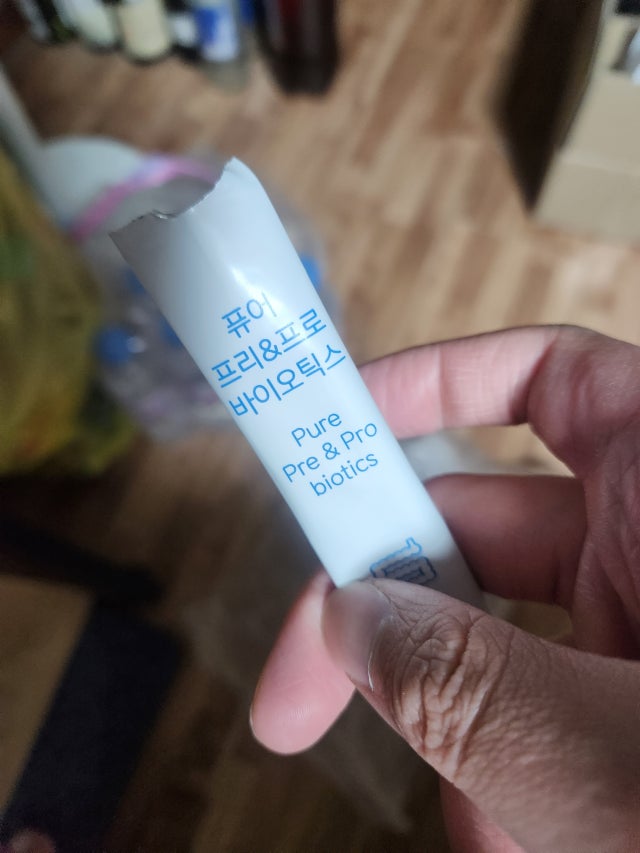 퓨어
프리&프로
바이오틱스
Pure
Pre & Pro
biotics